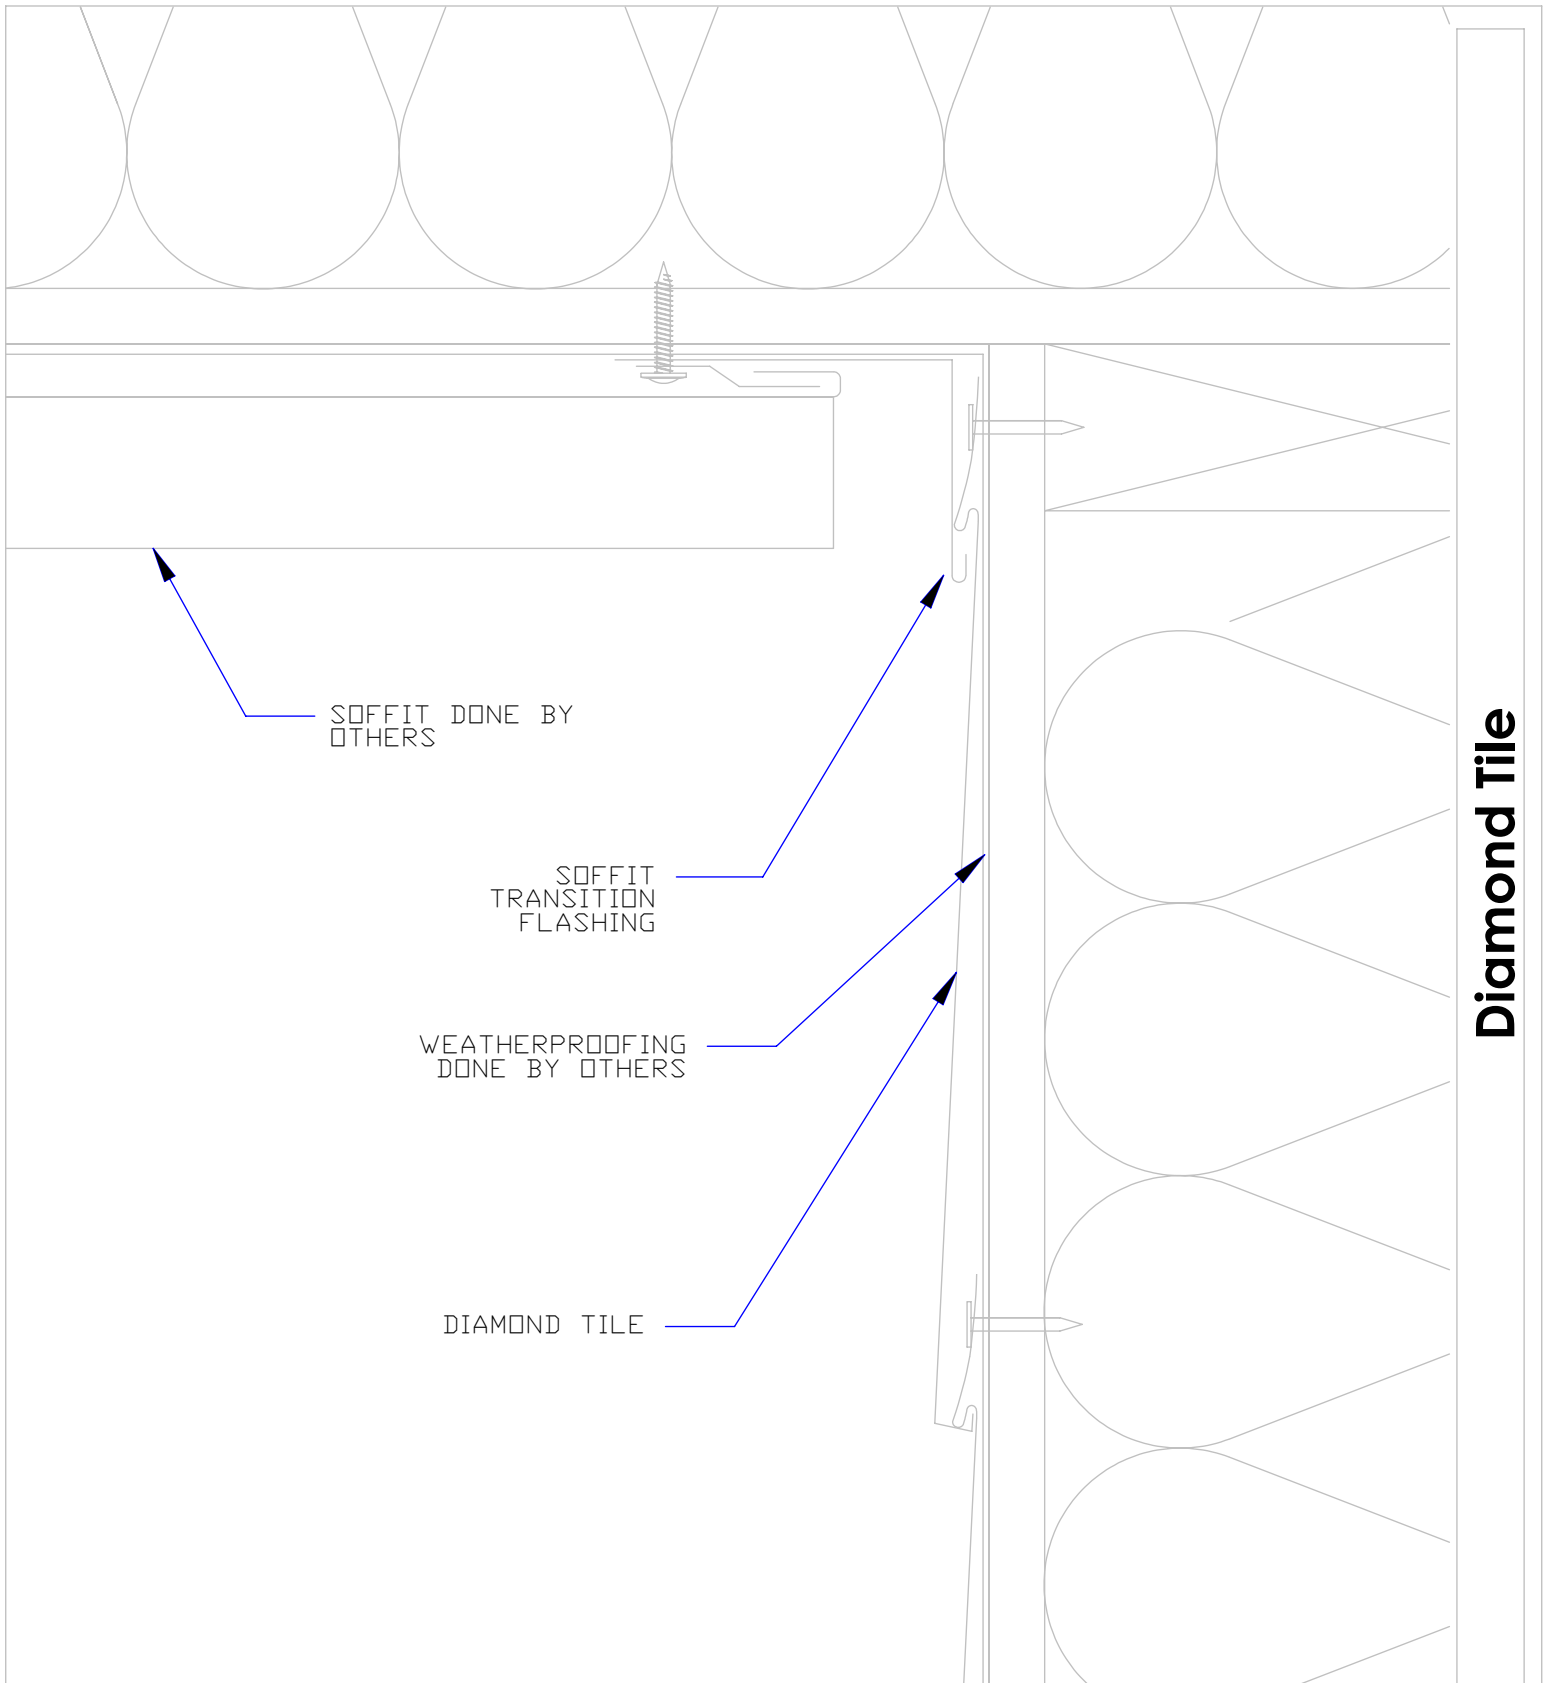 SOFFIT DONE BY
OTHERS
SOFFIT
TRANSITION
FLASHING
WEATHERPROOFING
DONE BY OTHERS
DIAMOND TILE
Diamond Tile